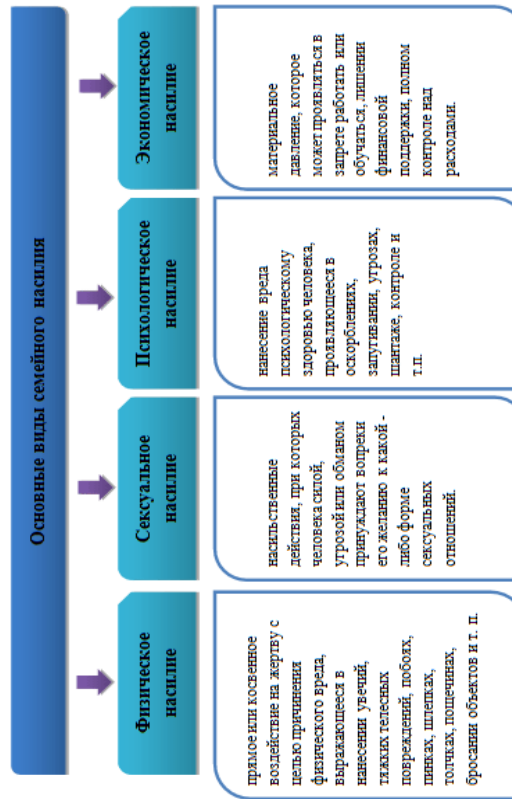 Основные виды семейного насилия
Физическое
насилие
прямое или косвенное
воздействие на жертву с
целью причинения
физического вреда,
выражающееся в
нанесении увечий,
тяжких телесных
повреждений, побоях,
пинках, шлепках,
толчках, пощечинах,
бросании объектов и т. п.
Сексуальное
насилие
насильственные
действия, при которых
человека силой,
угрозой или обманом
принуждают вопреки
его желанию к какой -
либо форме
сексуальных
отношений.
Психологическое
насилие
нанесение вреда
психологическому
здоровью человека,
проявляющееся в
оскорблениях,
запугивании, угрозах,
шантаже, контроле и
т.п.
Экономическое
насилие
материальное
давление, которое
может проявляться в
запрете работать или
обучаться, лишении
финансовой
поддержки, полном
контроле над
расходами.